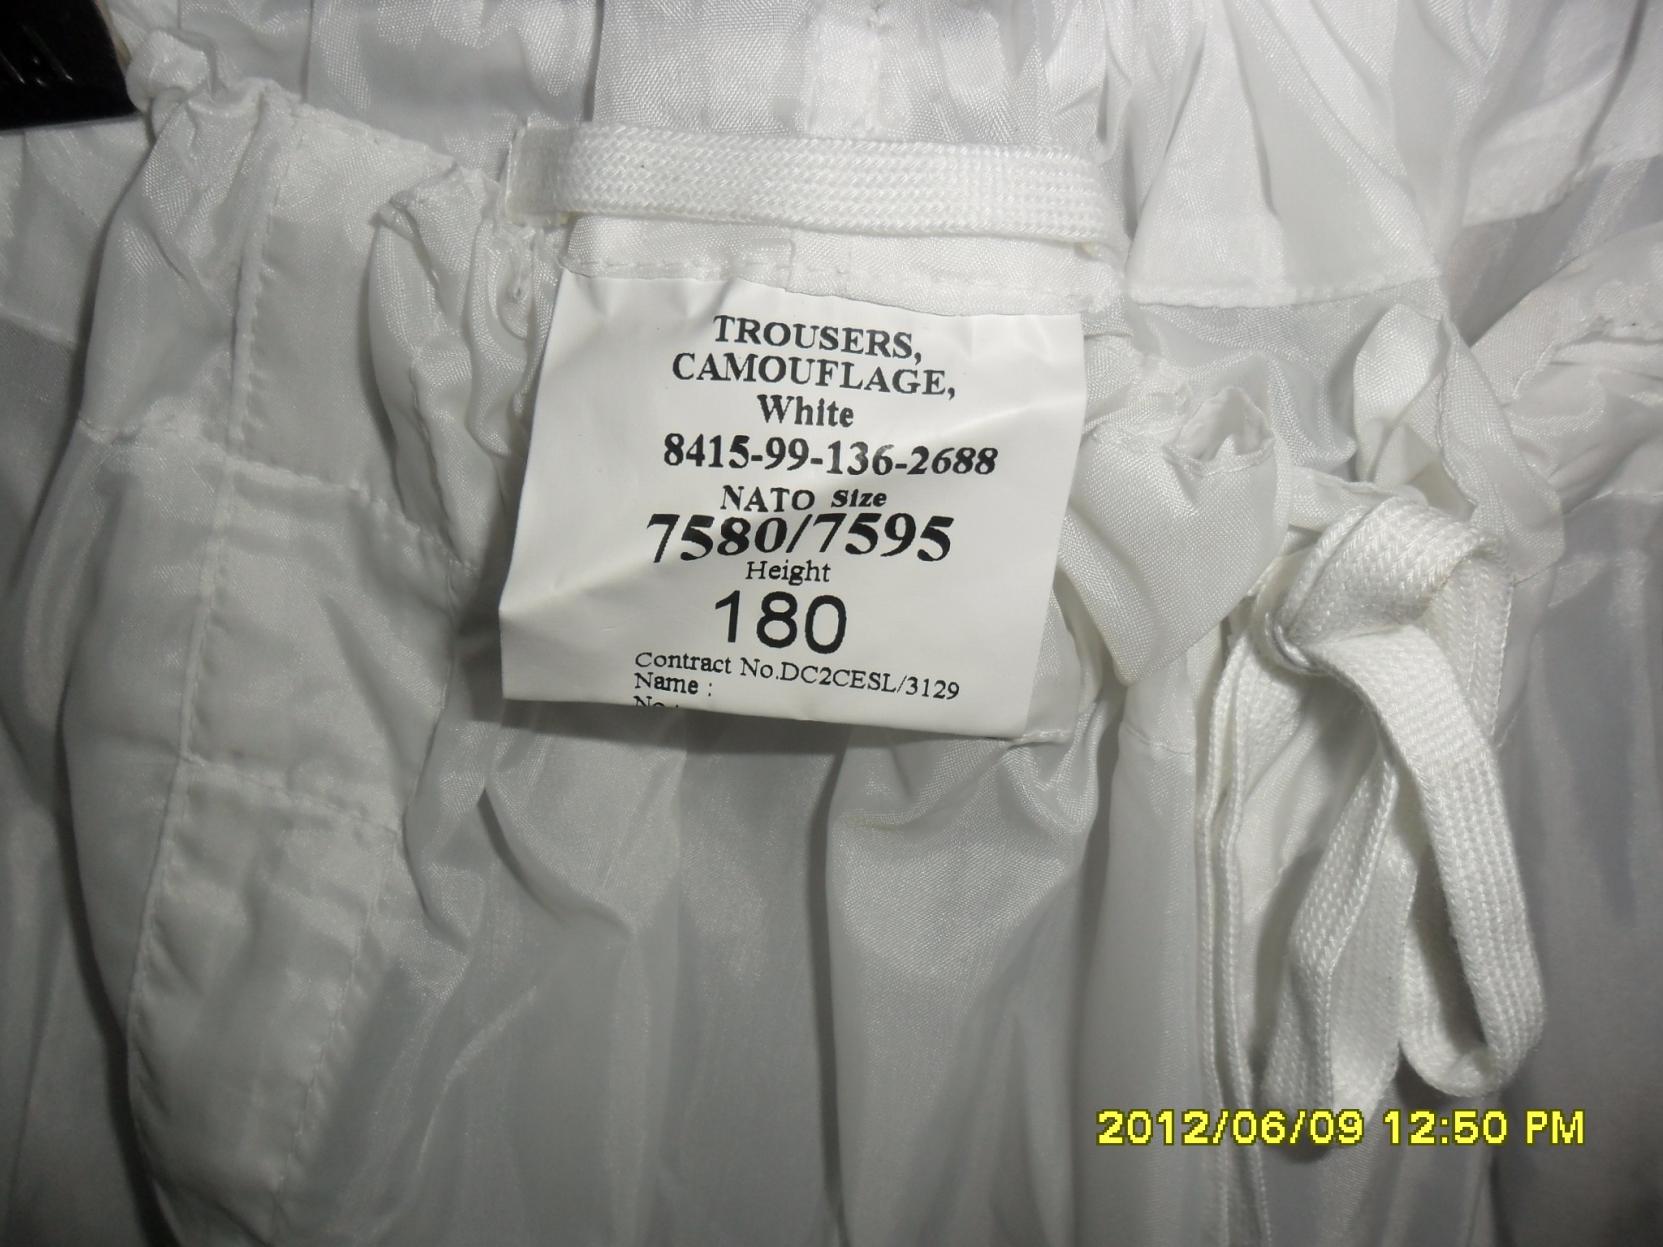 TROUSERS,
CAMOUFLAGE,
White
8415-99-136-2688
NATO Size
7580/7595
Height
180
Contract No.DC2CESL/3129
Name :
2012/06/09 12:50 PM